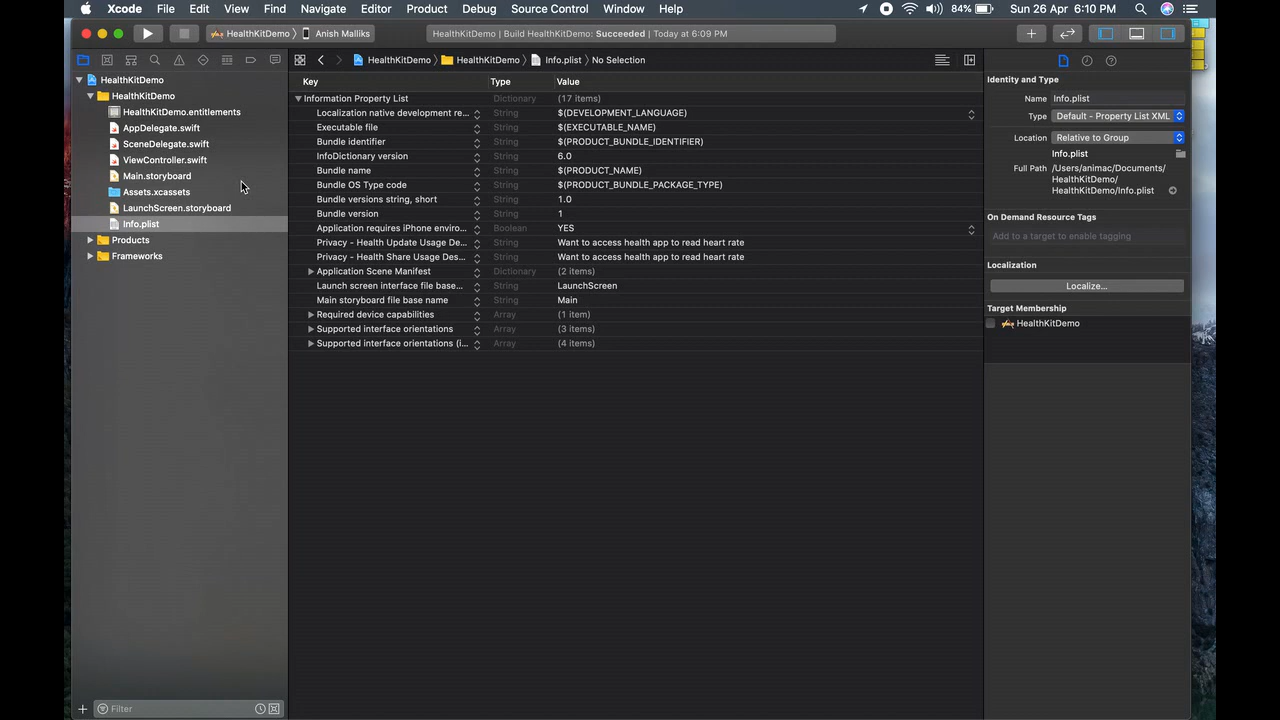 Xcode File Edit View Find Navigate Editor Product Debug Source Control Window Help 84% Sun 26 Apr 6:10 PM
HealthKitDemo Anish Malliks HealthKitDemo | Build HealthKitDemo: Succeeded | Today at 6:09 PM
HealthKitDemo HealthKitDemo Info.plist No Selection
HealthKitDemo
HealthKitDemo
HealthKitDemo.entitlements
AppDelegate.swift
SceneDelegate.swift
ViewController.swift
Main.storyboard
Assets.xcassets
LaunchScreen.storyboard
Info.plist
Products
Frameworks
Filter
Key Type Value
Information Property List Dictionary (17 items)
Localization native development re... String $(DEVELOPMENT_LANGUAGE)
Executable file String $(EXECUTABLE_NAME)
Bundle identifier String $(PRODUCT_BUNDLE_IDENTIFIER)
InfoDictionary version String 6.0
Bundle name String $(PRODUCT_NAME)
Bundle OS Type code String $(PRODUCT_BUNDLE_PACKAGE_TYPE)
Bundle versions string, short String 1.0
Bundle version String 1
Application requires iPhone enviro... Boolean YES
Privacy - Health Update Usage De... String Want to access health app to read heart rate
Privacy - Health Share Usage Des... String Want to access health app to read heart rate
Application Scene Manifest Dictionary (2 items)
Launch screen interface file base... String LaunchScreen
Main storyboard file base name String Main
Required device capabilities Array (1 item)
Supported interface orientations Array (3 items)
Supported interface orientations (i... Array (4 items)
Identity and Type
Name Info.plist
Type Default - Property List XML
Location Relative to Group
Info.plist
Full Path /Users/animac/Documents/
HealthKitDemo/
HealthKitDemo/Info.plist
On Demand Resource Tags
Add to a target to enable tagging
Localization
Localize...
Target Membership
HealthKitDemo